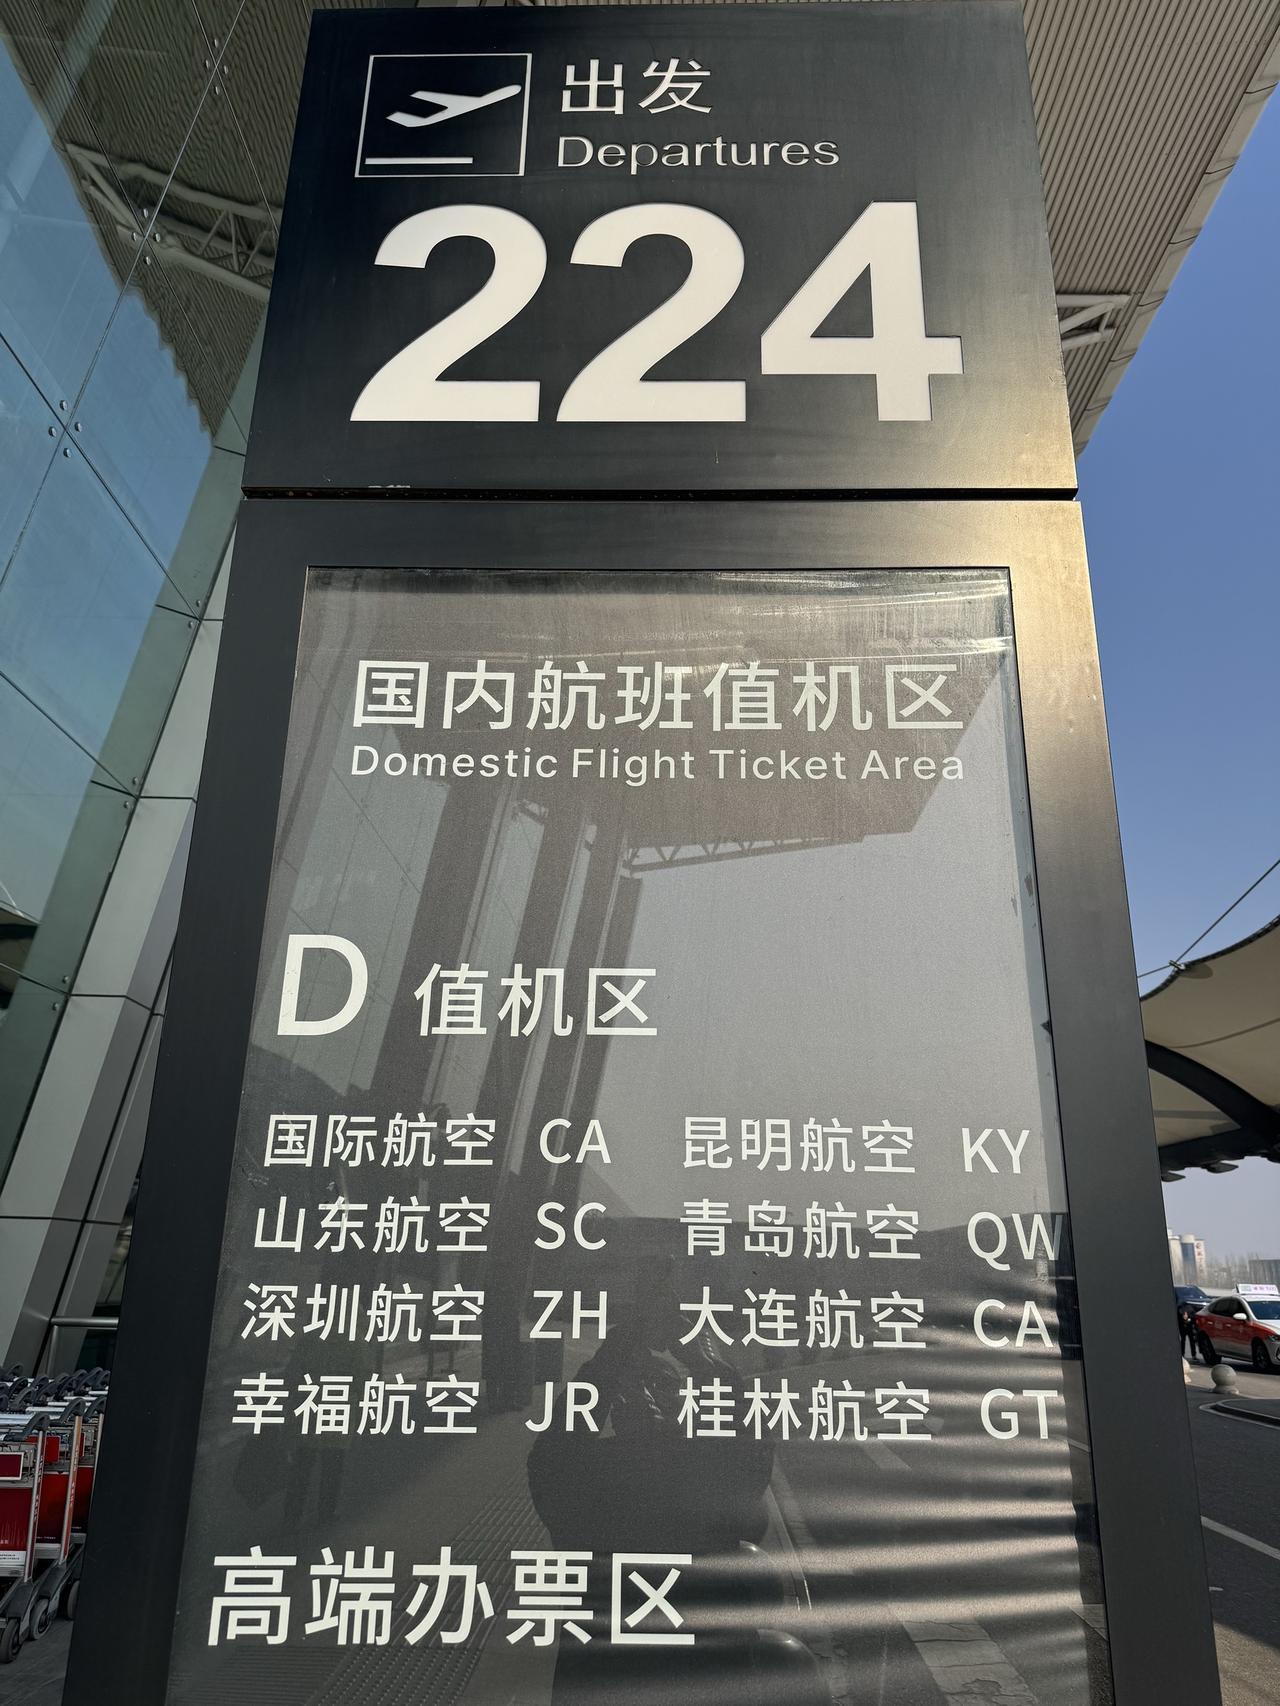 出发
Departures
224
国内航班值机区
Domestic Flight Ticket Area
D 值机区
国际航空 CA 昆明航空 KY
山东航空 SC 青岛航空 QW
深圳航空 ZH 大连航空 CA
幸福航空 JR 桂林航空 GT
高端办票区